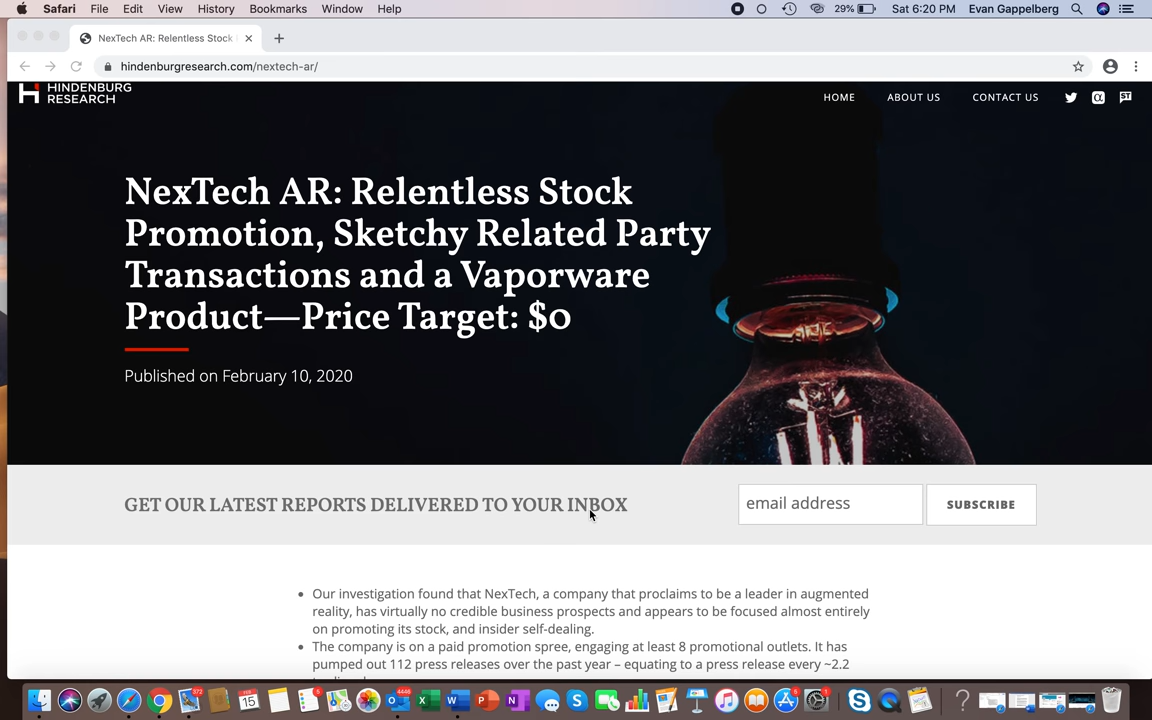 Safari File Edit View History Bookmarks Window Help 29% Sat 6:20 PM Evan Gappelberg
NexTech AR: Relentless Stock
hindenburgresearch.com/nextech-ar/
HINDENBURG
RESEARCH
HOME ABOUT US CONTACT US
NexTech AR: Relentless Stock
Promotion, Sketchy Related Party
Transactions and a Vaporware
Product—Price Target: $0
Published on February 10, 2020
GET OUR LATEST REPORTS DELIVERED TO YOUR INBOX email address SUBSCRIBE
• Our investigation found that NexTech, a company that proclaims to be a leader in augmented
reality, has virtually no credible business prospects and appears to be focused almost entirely
on promoting its stock, and insider self-dealing.
• The company is on a paid promotion spree, engaging at least 8 promotional outlets. It has
pumped out 112 press releases over the past year – equating to a press release every ~2.2